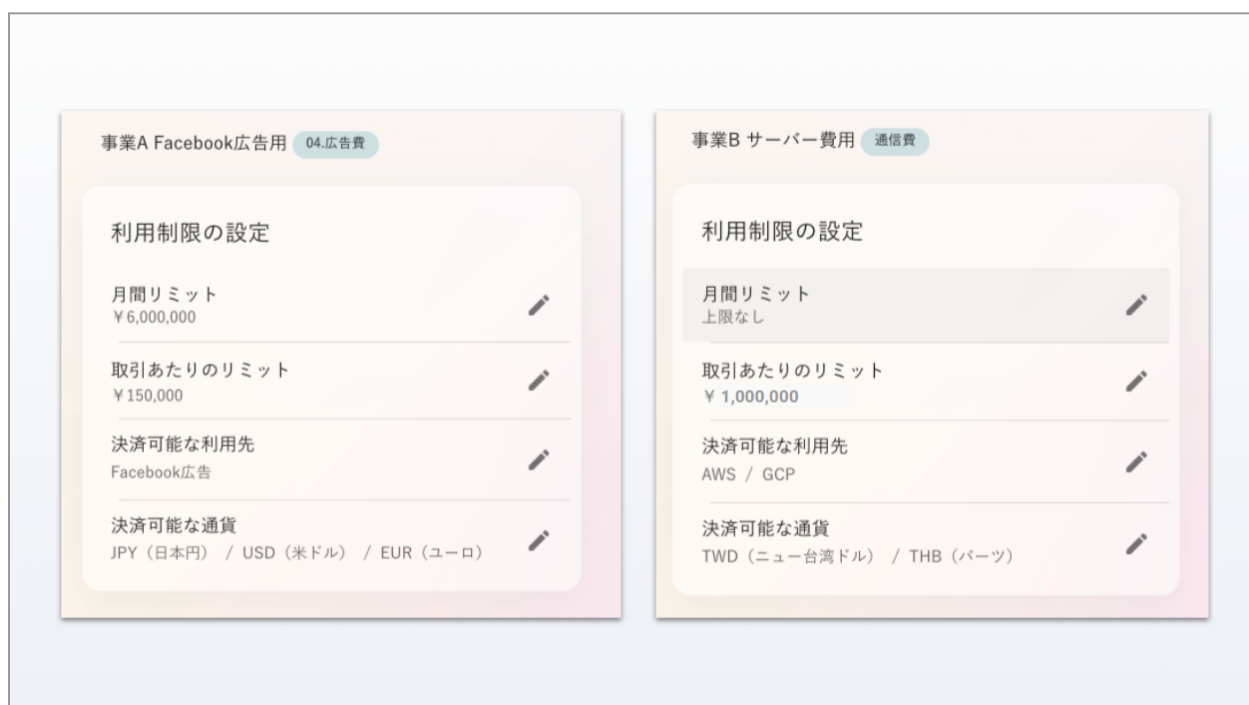 事業A Facebook広告用 04.広告費
利用制限の設定
月間リミット
¥6,000,000
取引あたりのリミット
¥150,000
決済可能な利用先
Facebook広告
決済可能な通貨
JPY（日本円） / USD（米ドル） / EUR（ユーロ）
事業B サーバー費用 通信費
利用制限の設定
月間リミット
上限なし
取引あたりのリミット
¥ 1,000,000
決済可能な利用先
AWS / GCP
決済可能な通貨
TWD（ニュー台湾ドル） / THB（バーツ）